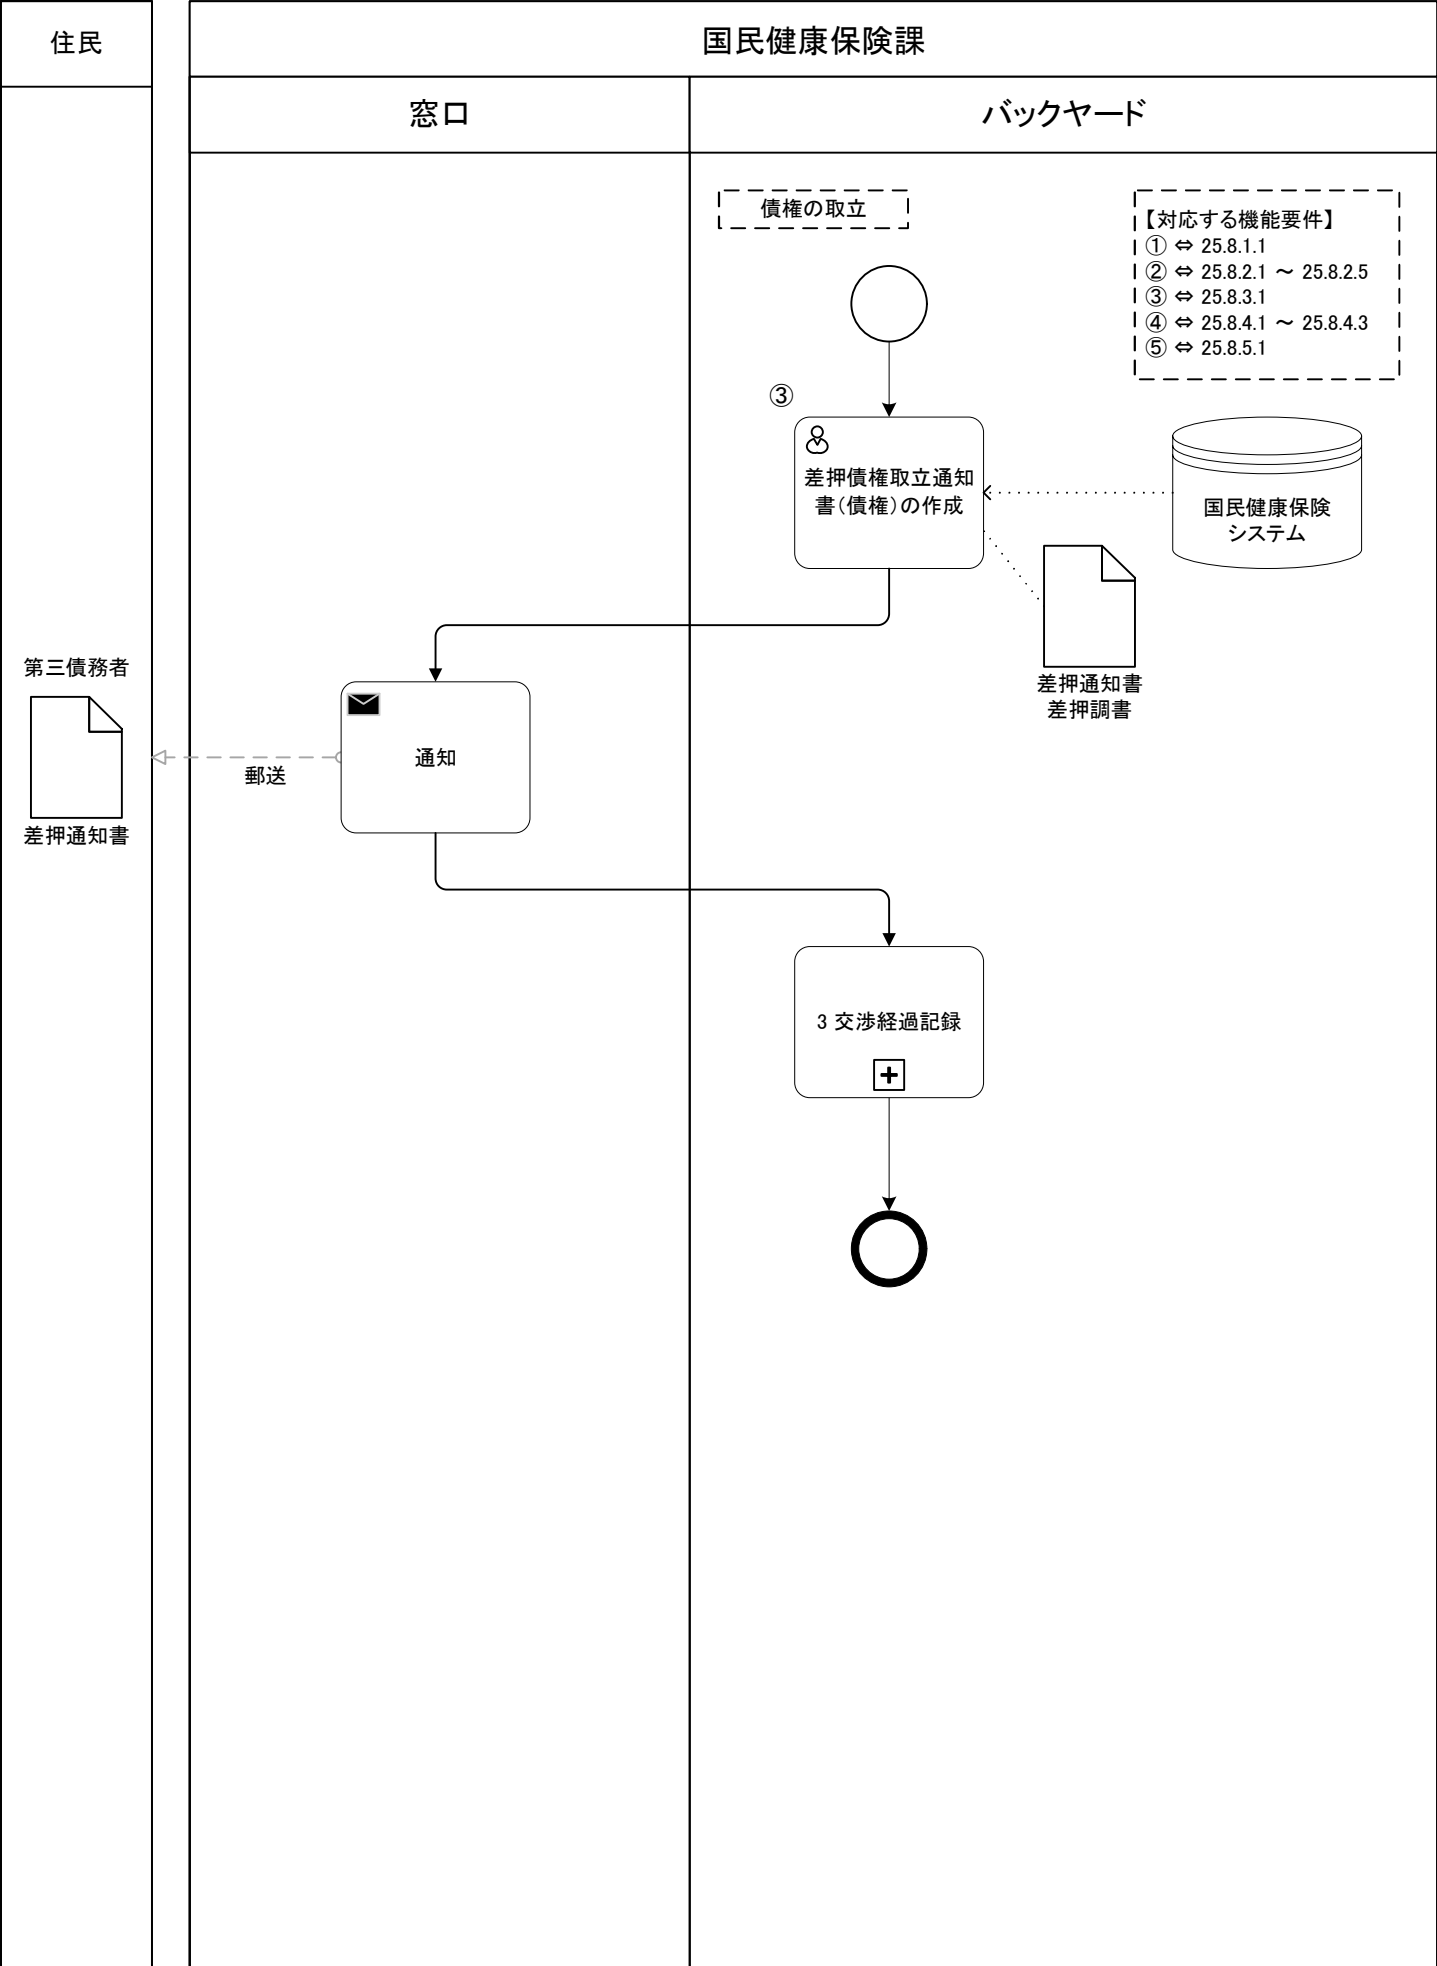 住民
国民健康保険課
窓口
バックヤード
債権の取立
【対応する機能要件】
① ⇔ 25.8.1.1
② ⇔ 25.8.2.1 ～ 25.8.2.5
③ ⇔ 25.8.3.1
④ ⇔ 25.8.4.1 ～ 25.8.4.3
⑤ ⇔ 25.8.5.1
③
差押債権取立通知
書（債権）の作成
国民健康保険
システム
差押通知書
差押調書
第三債務者
差押通知書
郵送
通知
3 交渉経過記録